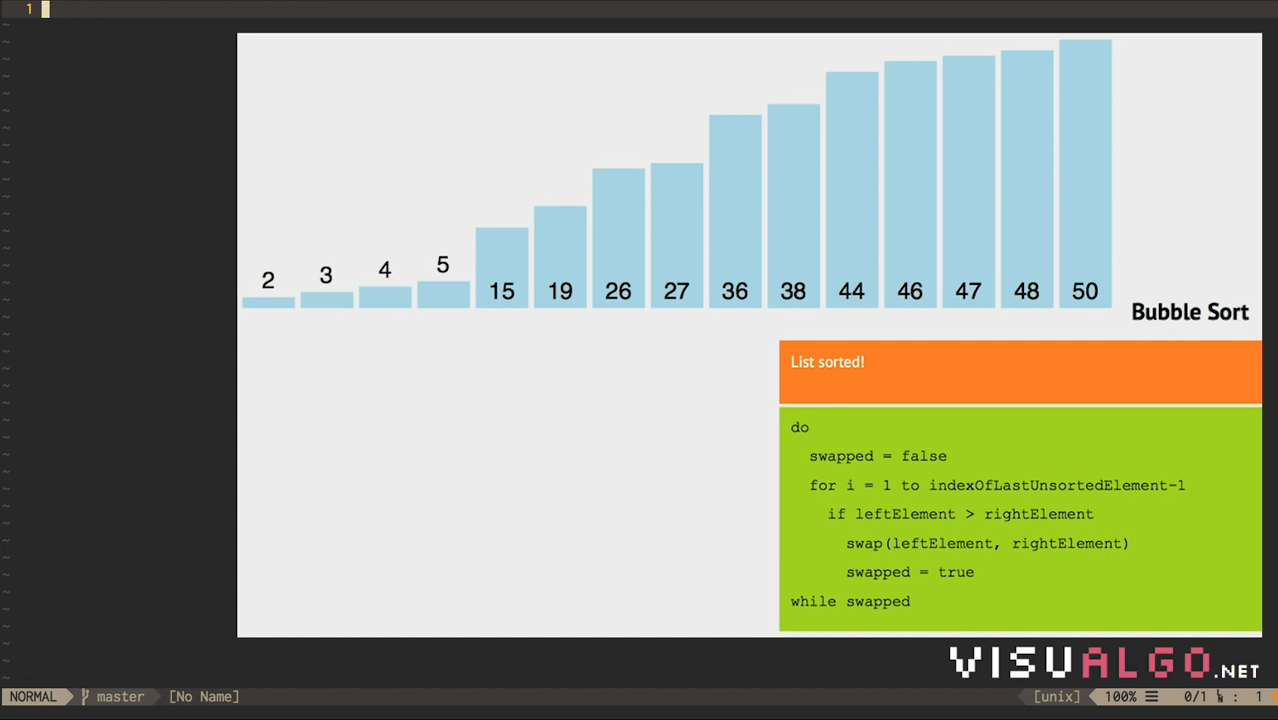 1
2 3 4 5 15 19 26 27 36 38 44 46 47 48 50
Bubble Sort
List sorted!
do
swapped = false
for i = 1 to indexOfLastUnsortedElement-1
if leftElement > rightElement
swap(leftElement, rightElement)
swapped = true
while swapped
VISUALGO.NET
NORMAL master [No Name] [unix] 100% ☰ 0/1 ㏑ : 1